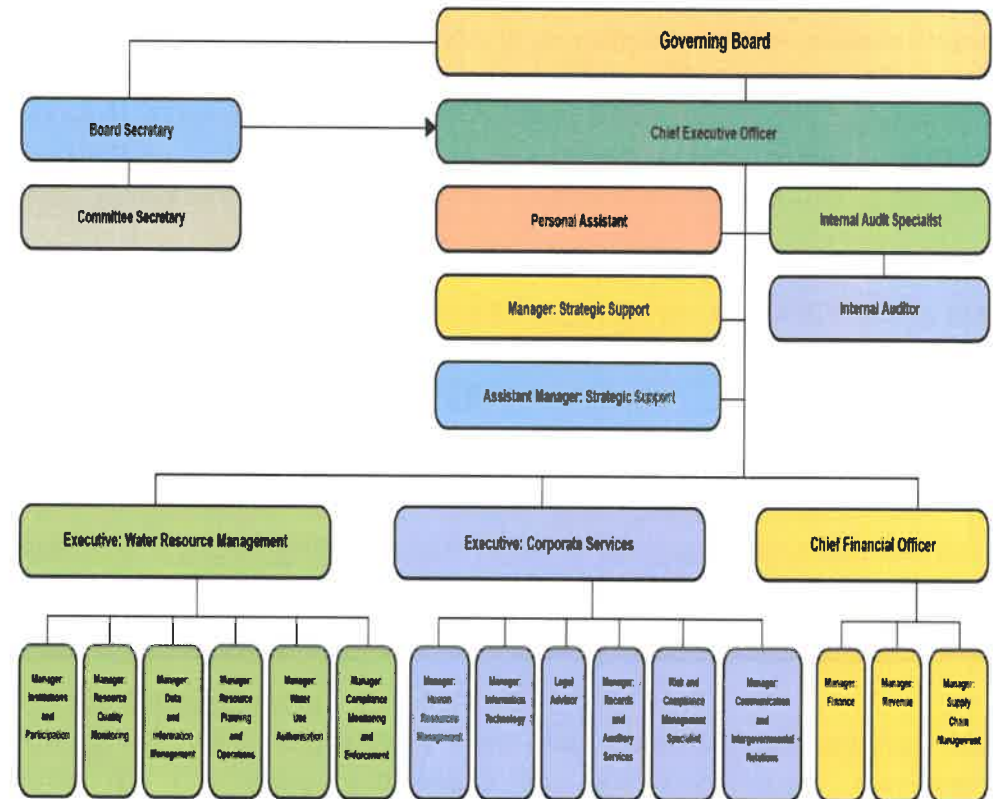 Governing Board
Board Secretary
Chief Executive Officer
Committee Secretary
Personal Assistant
Internal Audit Specialist
Manager: Strategic Support
Internal Auditor
Assistant Manager: Strategic Support
Executive: Water Resource Management
Executive: Corporate Services
Chief Financial Officer
Manager:
Institutions
and
Participation
Manager:
Resource
Quality
Monitoring
Manager:
Data
and
Information
Management
Manager:
Resource
Planning
and
Operations
Manager:
Water
Use
Authorisation
Manager:
Compliance
Monitoring
and
Enforcement
Manager:
Human
Resources
Management
Manager:
Information
Technology
Legal
Advisor
Manager:
Records
and
Auxiliary
Services
Risk and
Compliance
Management
Specialist
Manager:
Communication
and
Intergovernmental
Relations
Manager:
Finance
Manager:
Revenue
Manager:
Supply
Chain
Management